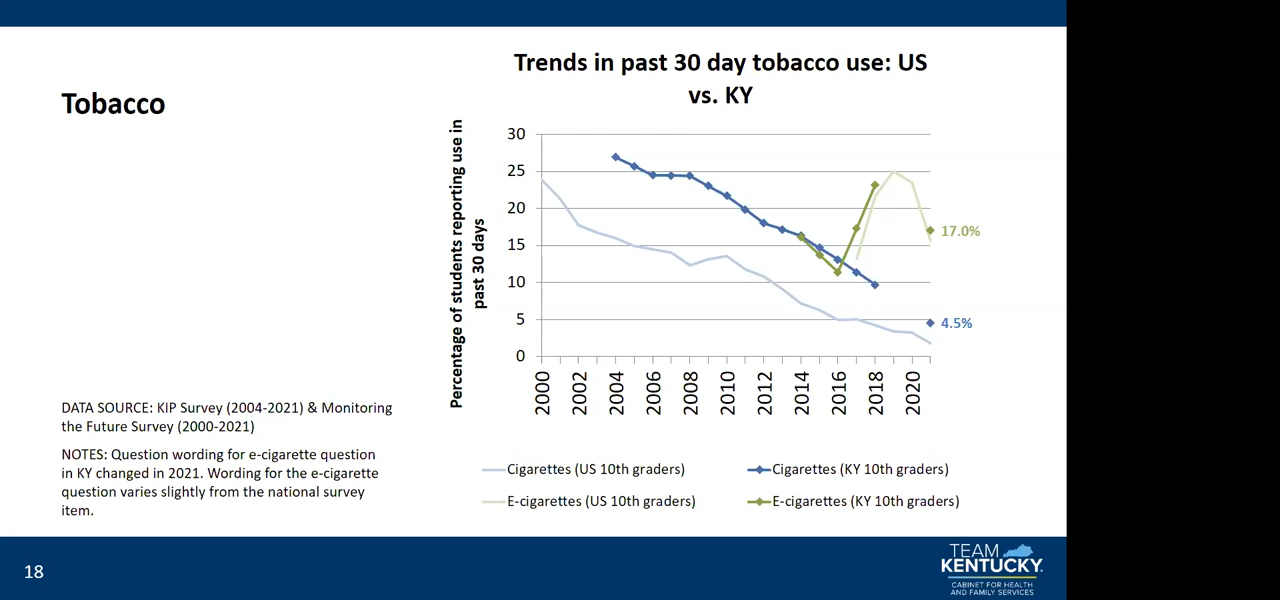 Tobacco
Trends in past 30 day tobacco use: US
vs. KY
Percentage of students reporting use in
past 30 days
30
25
20
15
10
5
0
2000
2002
2004
2006
2008
2010
2012
2014
2016
2018
2020
17.0%
4.5%
Cigarettes (US 10th graders)
Cigarettes (KY 10th graders)
E-cigarettes (US 10th graders)
E-cigarettes (KY 10th graders)
DATA SOURCE: KIP Survey (2004-2021) & Monitoring
the Future Survey (2000-2021)
NOTES: Question wording for e-cigarette question
in KY changed in 2021. Wording for the e-cigarette
question varies slightly from the national survey
item.
18
TEAM
KENTUCKY.
CABINET FOR HEALTH
AND FAMILY SERVICES